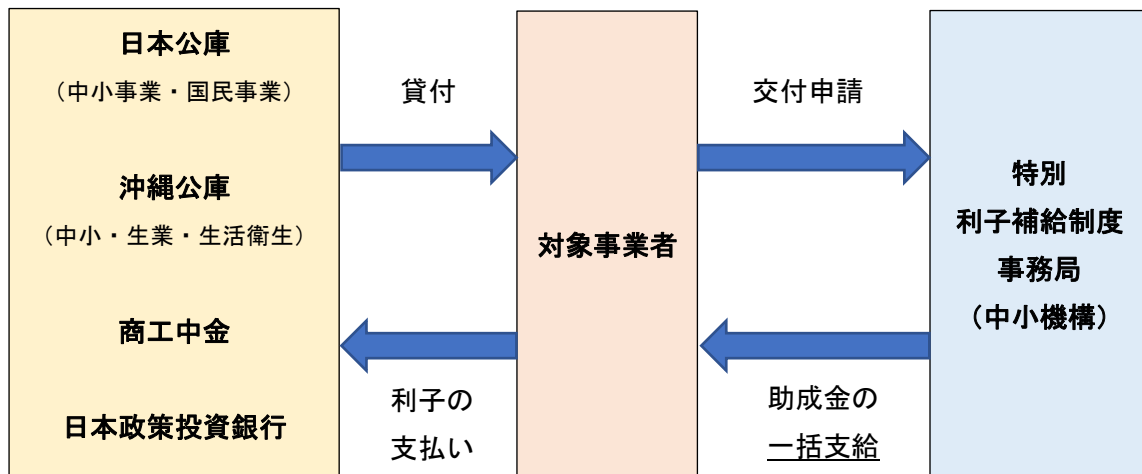 日本公庫
（中小事業・国民事業）
沖縄公庫
（中小・生業・生活衛生）
商工中金
日本政策投資銀行
貸付
利子の
支払い
対象事業者
交付申請
助成金の
一括支給
特別
利子補給制度
事務局
（中小機構）